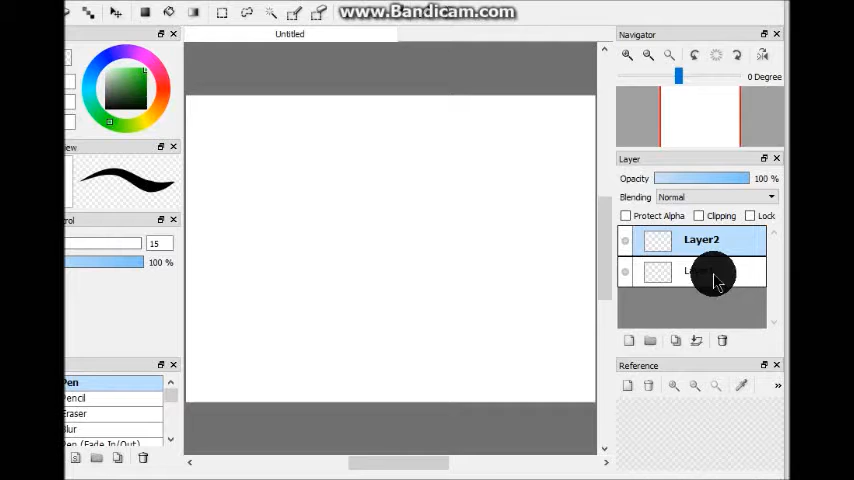 www.Bandicam.com
Untitled
Navigator
0 Degree
Layer
Opacity
100 %
Blending
Normal
Protect Alpha
Clipping
Lock
Layer2
15
100 %
Reference
Pen
Pencil
Eraser
Blur
Pen (Fade In/Out)